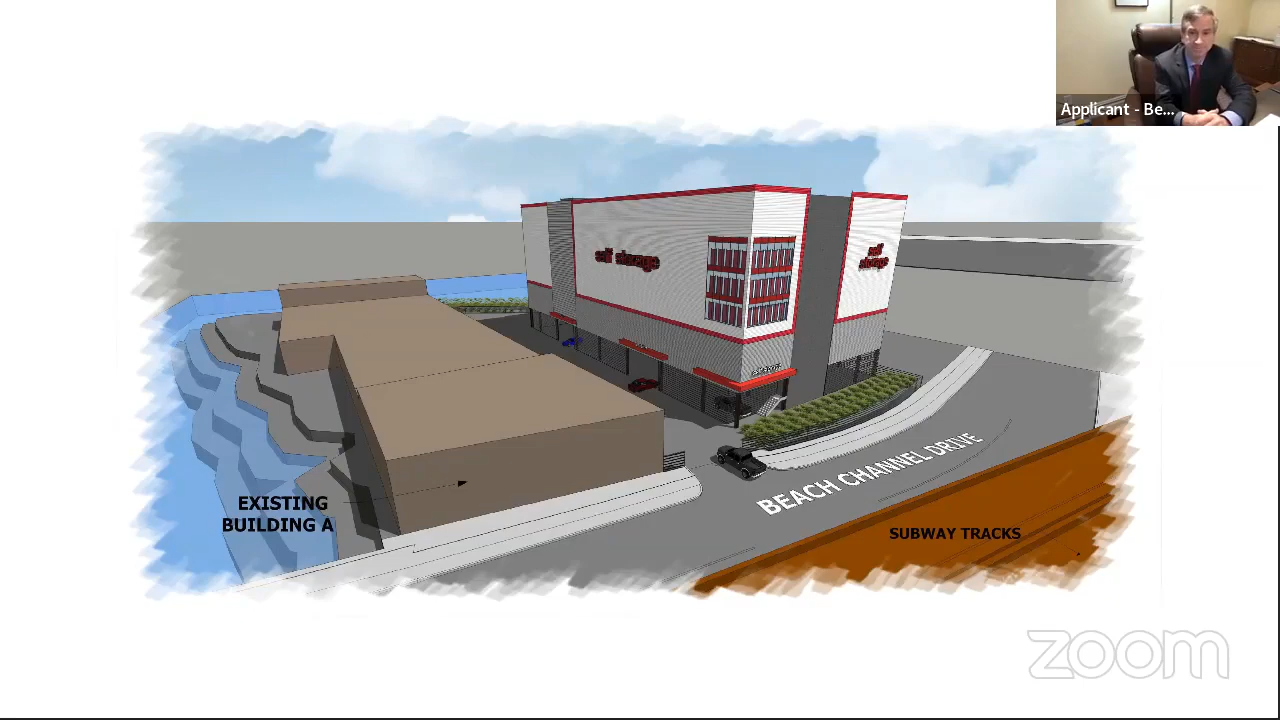 Applicant - Be...
self storage
self
storage
EXISTING
BUILDING A
BEACH CHANNEL DRIVE
SUBWAY TRACKS
zoom